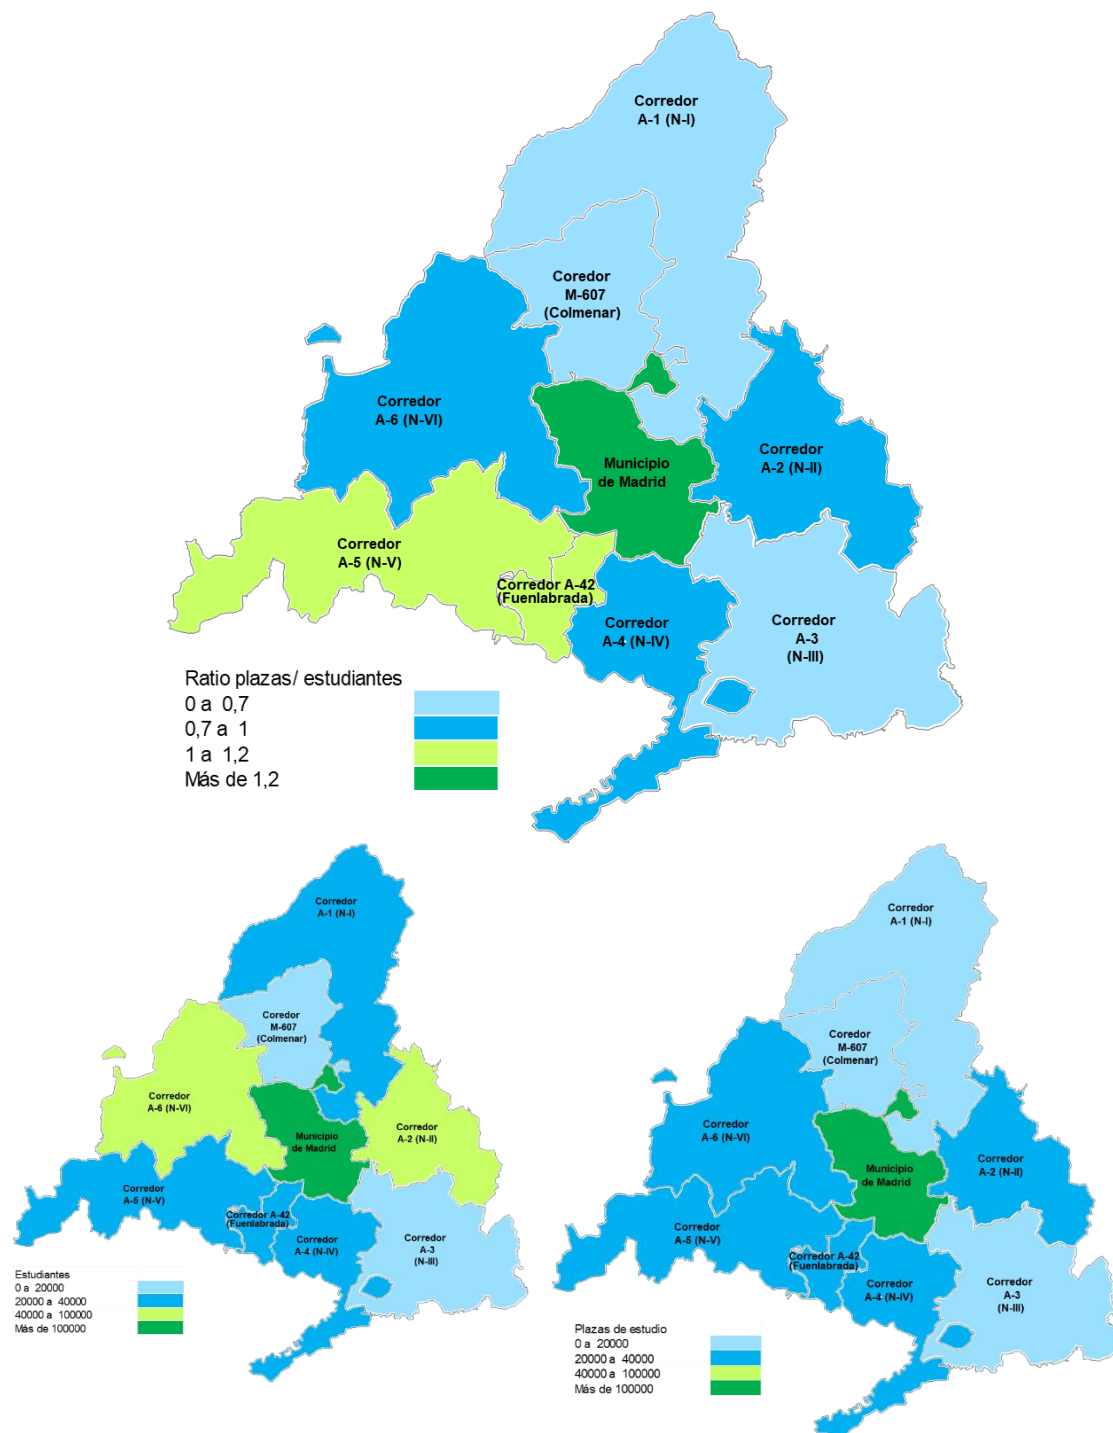 Corredor
A-1 (N-I)
Coredor
M-607
(Colmenar)
Corredor
A-6 (N-VI)
Corredor
A-2 (N-II)
Municipio
de Madrid
Corredor
A-5 (N-V)
Corredor A-42
(Fuenlabrada)
Corredor
A-4 (N-IV)
Corredor
A-3
(N-III)
Ratio plazas/ estudiantes
0 a 0,7
0,7 a 1
1 a 1,2
Más de 1,2
Corredor
A-1 (N-I)
Coredor
M-607
(Colmenar)
Corredor
A-6 (N-VI)
Corredor
A-2 (N-II)
Municipio
de Madrid
Corredor
A-5 (N-V)
Corredor A-42
(Fuenlabrada)
Corredor
A-4 (N-IV)
Corredor
A-3
(N-III)
Estudiantes
0 a 20000
20000 a 40000
40000 a 100000
Más de 100000
Corredor
A-1 (N-I)
Coredor
M-607
(Colmenar)
Corredor
A-6 (N-VI)
Corredor
A-2 (N-II)
Municipio
de Madrid
Corredor
A-5 (N-V)
Corredor A-42
(Fuenlabrada)
Corredor
A-4 (N-IV)
Corredor
A-3
(N-III)
Plazas de estudio
0 a 20000
20000 a 40000
40000 a 100000
Más de 100000